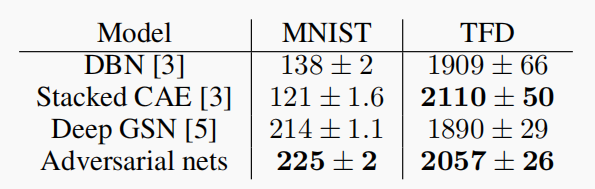 Model MNIST TFD
DBN [3] 138 ± 2 1909 ± 66
Stacked CAE [3] 121 ± 1.6 2110 ± 50
Deep GSN [5] 214 ± 1.1 1890 ± 29
Adversarial nets 225 ± 2 2057 ± 26